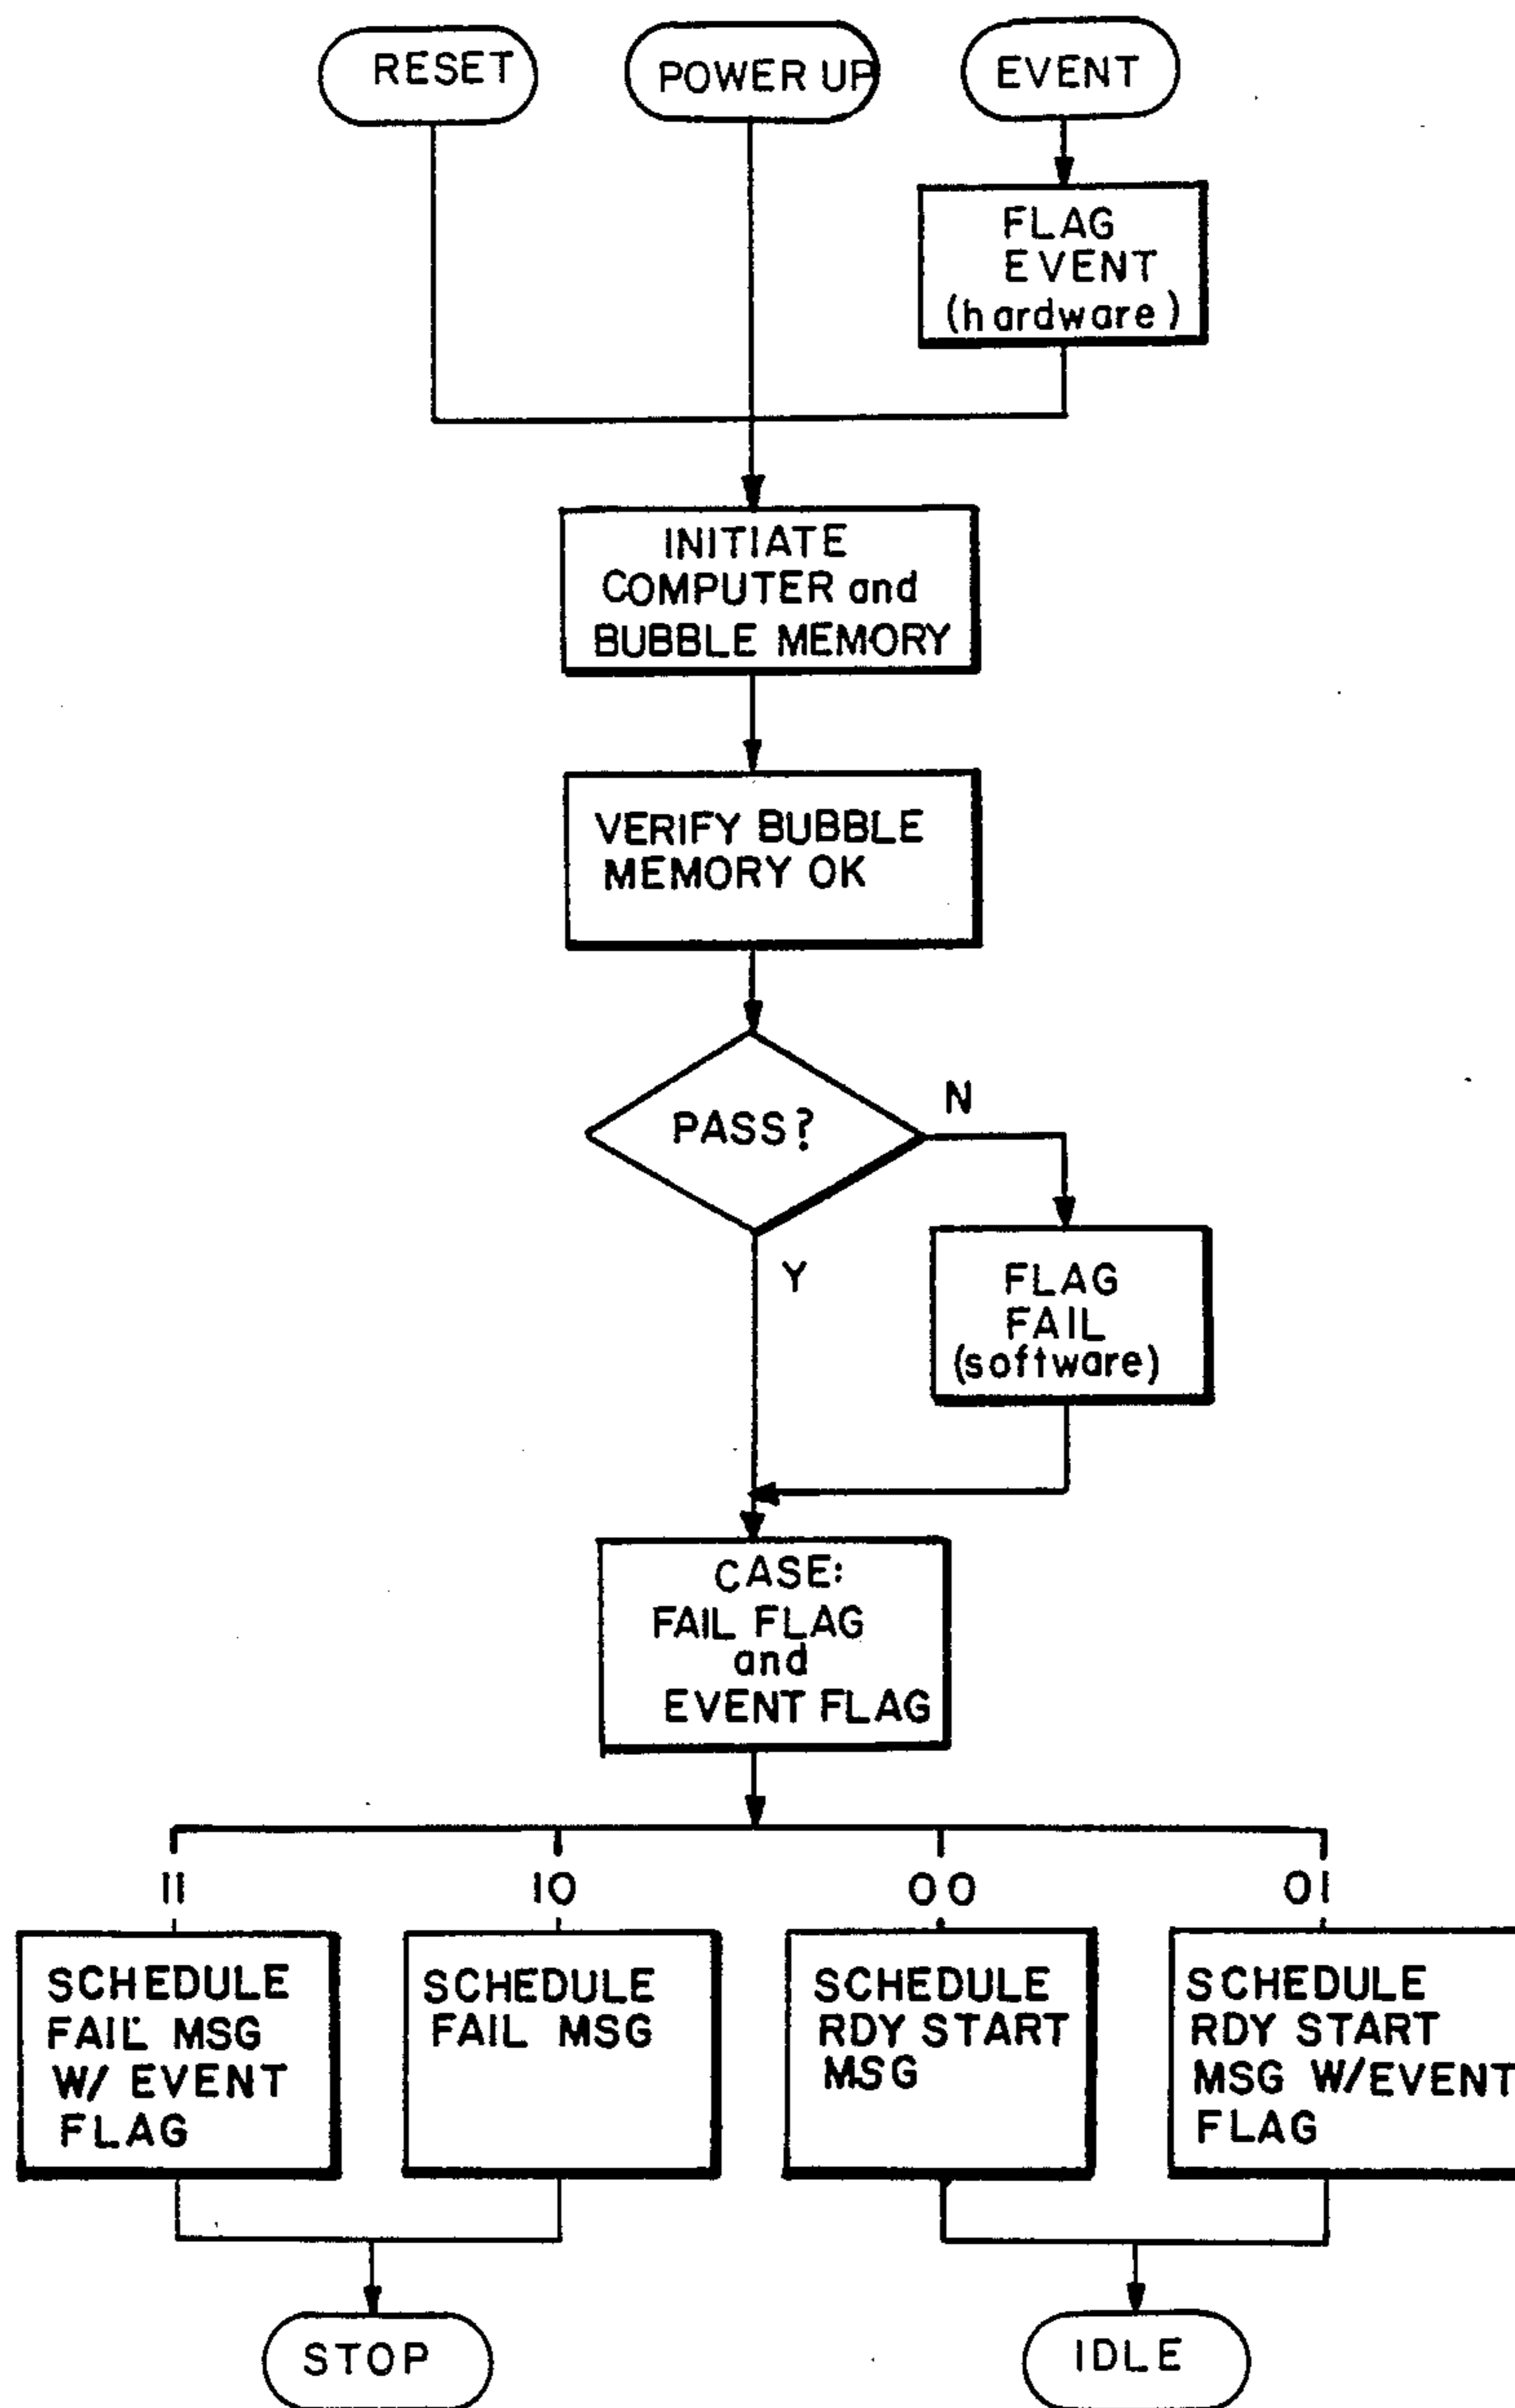 RESET
POWER UP
EVENT
FLAG
EVENT
(hardware)
INITIATE
COMPUTER and
BUBBLE MEMORY
VERIFY BUBBLE
MEMORY OK
PASS?
N
Y
FLAG
FAIL
(software)
CASE:
FAIL FLAG
and
EVENT FLAG
11
10
00
01
SCHEDULE
FAIL MSG
W/ EVENT
FLAG
SCHEDULE
FAIL MSG
SCHEDULE
RDY START
MSG
SCHEDULE
RDY START
MSG W/EVENT
FLAG
STOP
IDLE